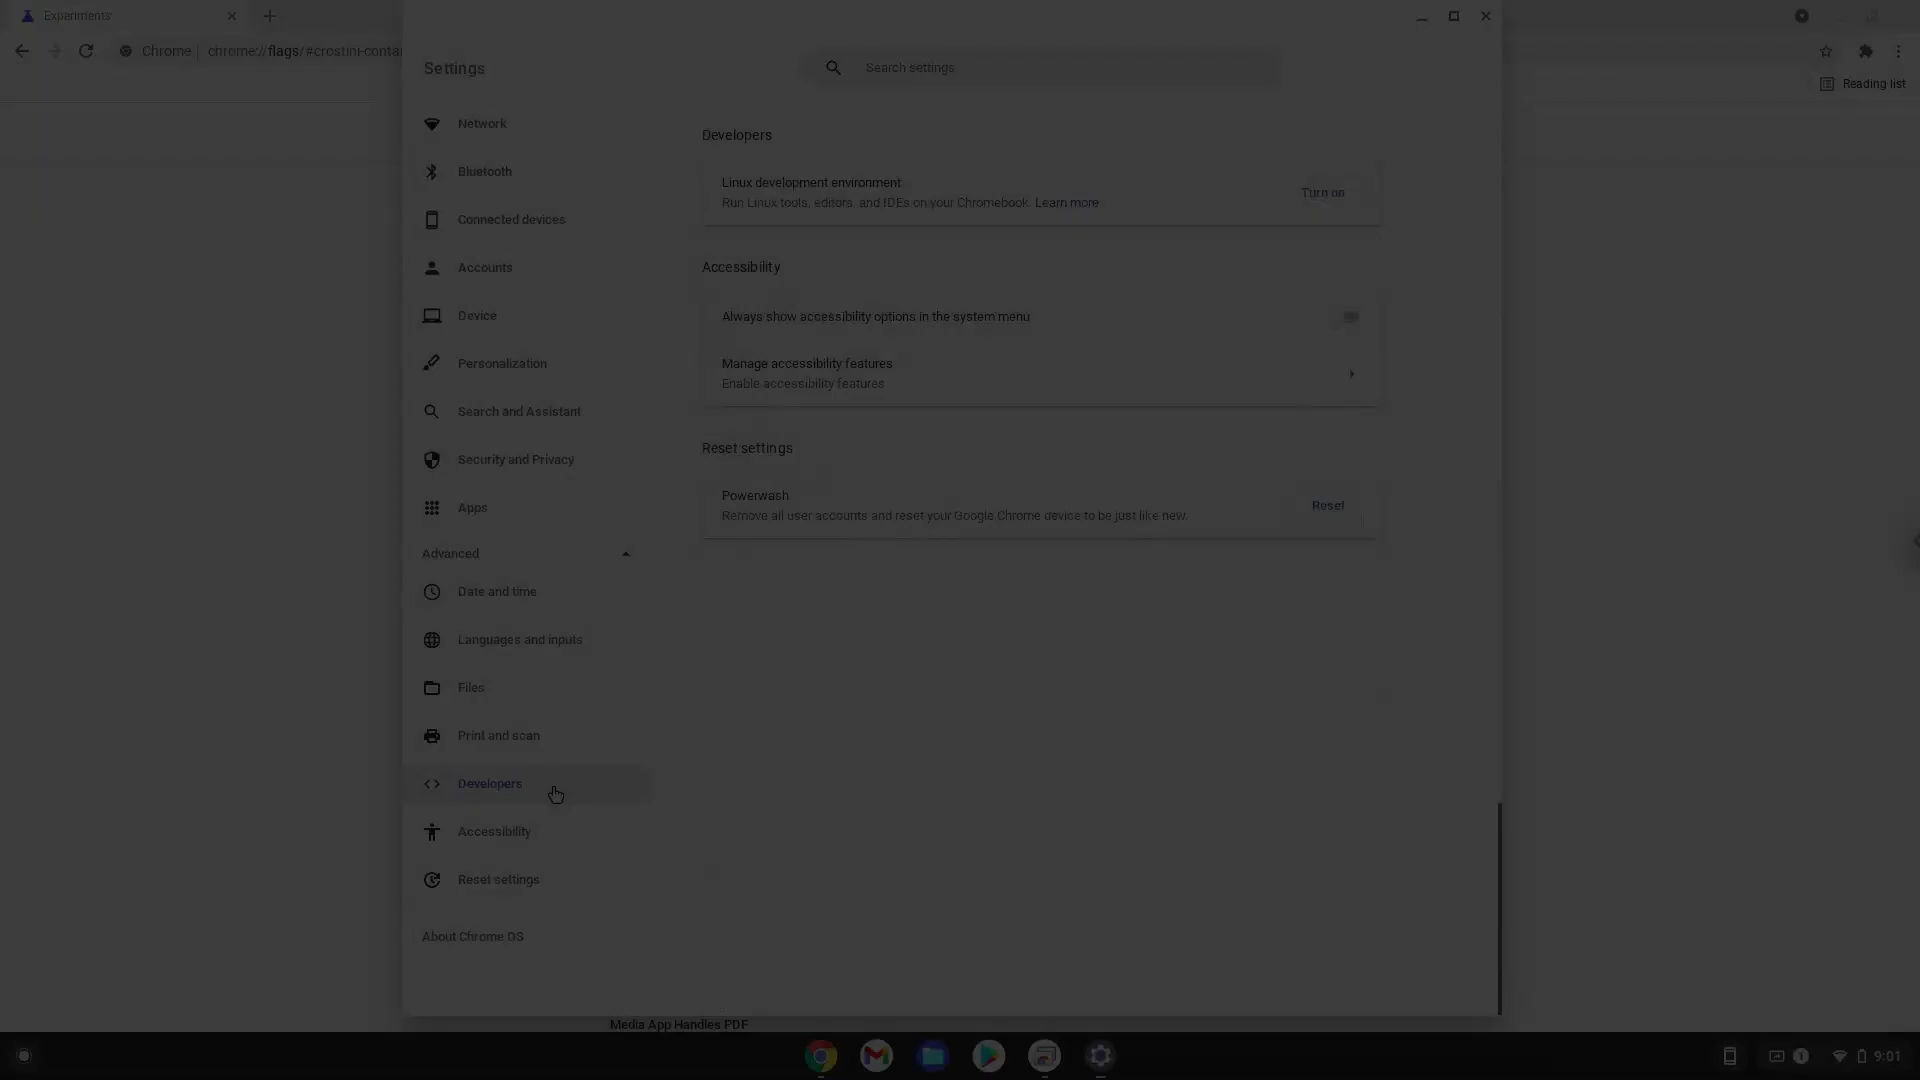 Experiments
Chrome | chrome://flags/#crostini-contai
Reading list
Settings
Search settings
Network
Bluetooth
Connected devices
Accounts
Device
Personalization
Search and Assistant
Security and Privacy
Apps
Advanced
Date and time
Languages and inputs
Files
Print and scan
Developers
Accessibility
Reset settings
About Chrome OS
Developers
Linux development environment
Run Linux tools, editors, and IDEs on your Chromebook. Learn more
Turn on
Accessibility
Always show accessibility options in the system menu
Manage accessibility features
Enable accessibility features
Reset settings
Powerwash
Remove all user accounts and reset your Google Chrome device to be just like new.
Reset
Media App Handles PDF
1
9:01